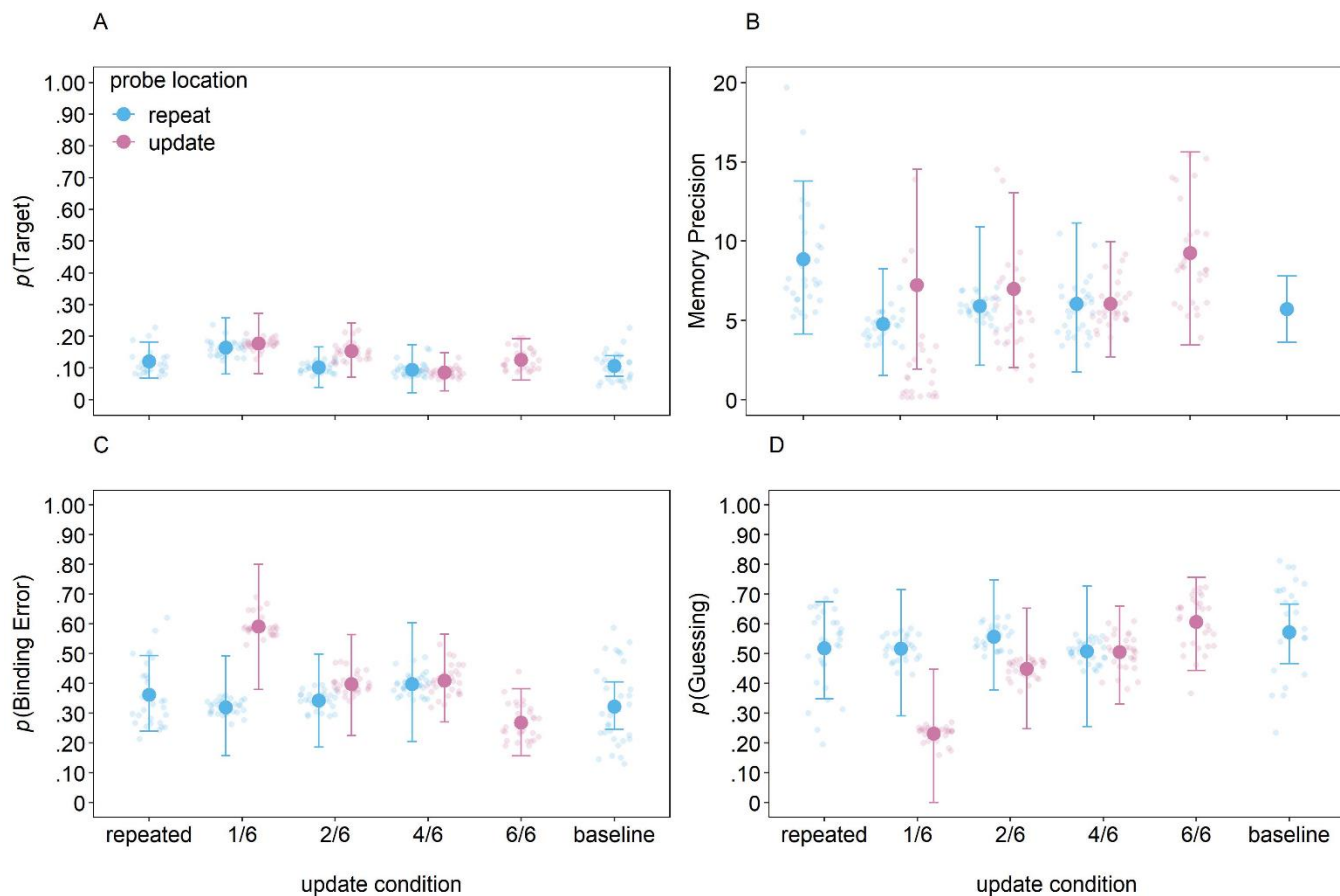 A
probe location
repeat
update
p(Target)
1.00
.90
.80
.70
.60
.50
.40
.30
.20
.10
0
B
Memory Precision
20
15
10
5
0
C
p(Binding Error)
1.00
.90
.80
.70
.60
.50
.40
.30
.20
.10
0
repeated 1/6 2/6 4/6 6/6 baseline
update condition
D
p(Guessing)
1.00
.90
.80
.70
.60
.50
.40
.30
.20
.10
0
repeated 1/6 2/6 4/6 6/6 baseline
update condition